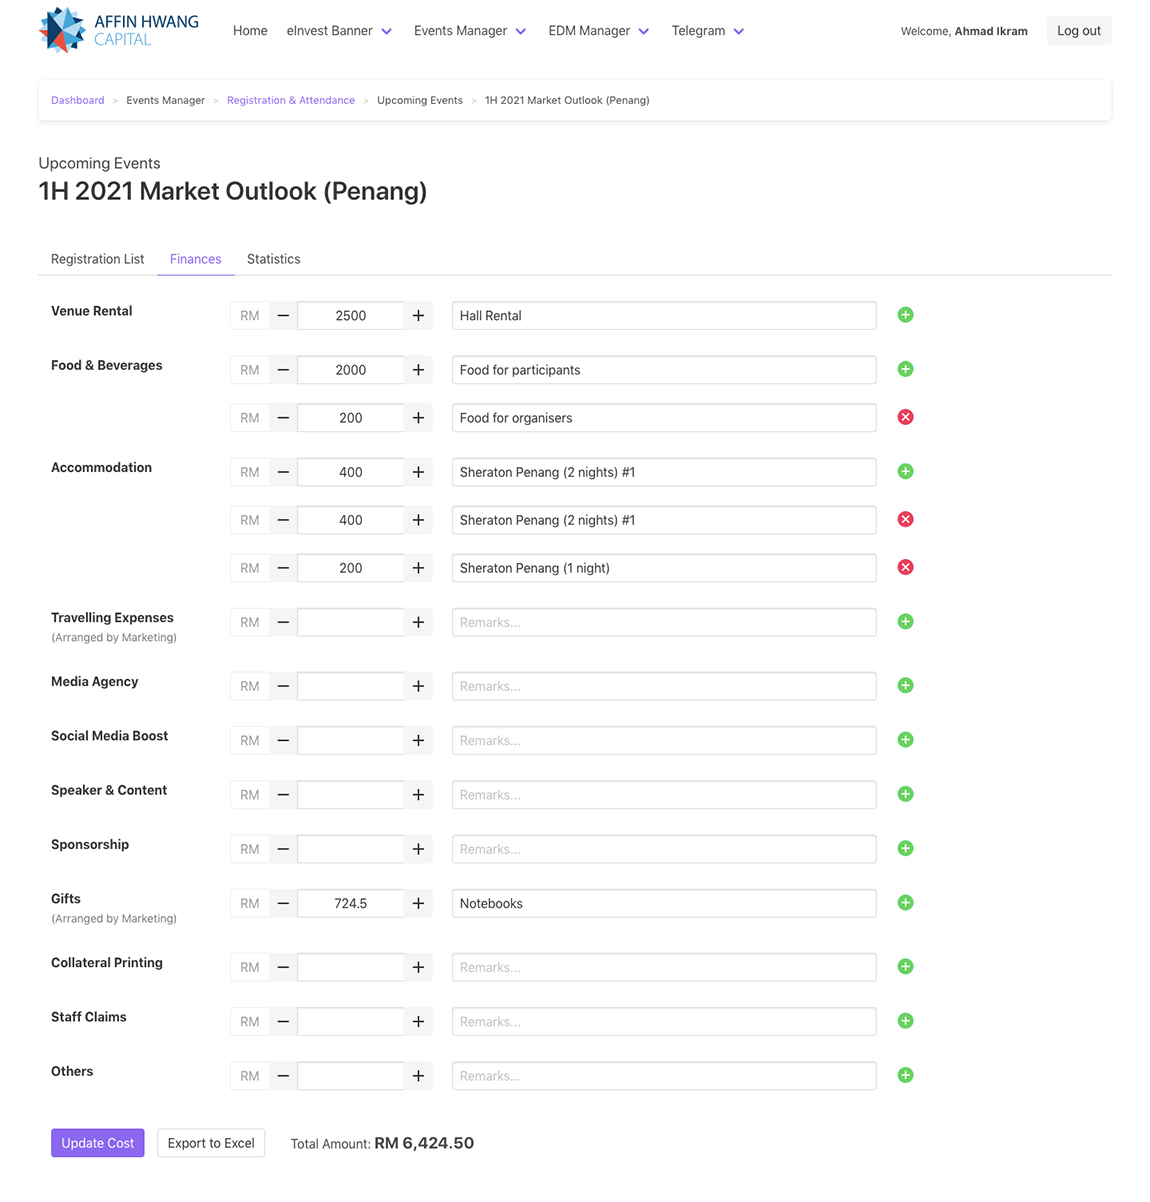 AFFIN HWANG
CAPITAL
Home eInvest Banner Events Manager EDM Manager Telegram Welcome, Ahmad Ikram Log out
Dashboard > Events Manager > Registration & Attendance > Upcoming Events > 1H 2021 Market Outlook (Penang)
Upcoming Events
1H 2021 Market Outlook (Penang)
Registration List Finances Statistics
Venue Rental RM − 2500 + Hall Rental
Food & Beverages RM − 2000 + Food for participants
RM − 200 + Food for organisers
Accommodation RM − 400 + Sheraton Penang (2 nights) #1
RM − 400 + Sheraton Penang (2 nights) #1
RM − 200 + Sheraton Penang (1 night)
Travelling Expenses RM − + Remarks...
(Arranged by Marketing)
Media Agency RM − + Remarks...
Social Media Boost RM − + Remarks...
Speaker & Content RM − + Remarks...
Sponsorship RM − + Remarks...
Gifts RM − 724.5 + Notebooks
(Arranged by Marketing)
Collateral Printing RM − + Remarks...
Staff Claims RM − + Remarks...
Others RM − + Remarks...
Update Cost Export to Excel Total Amount: RM 6,424.50